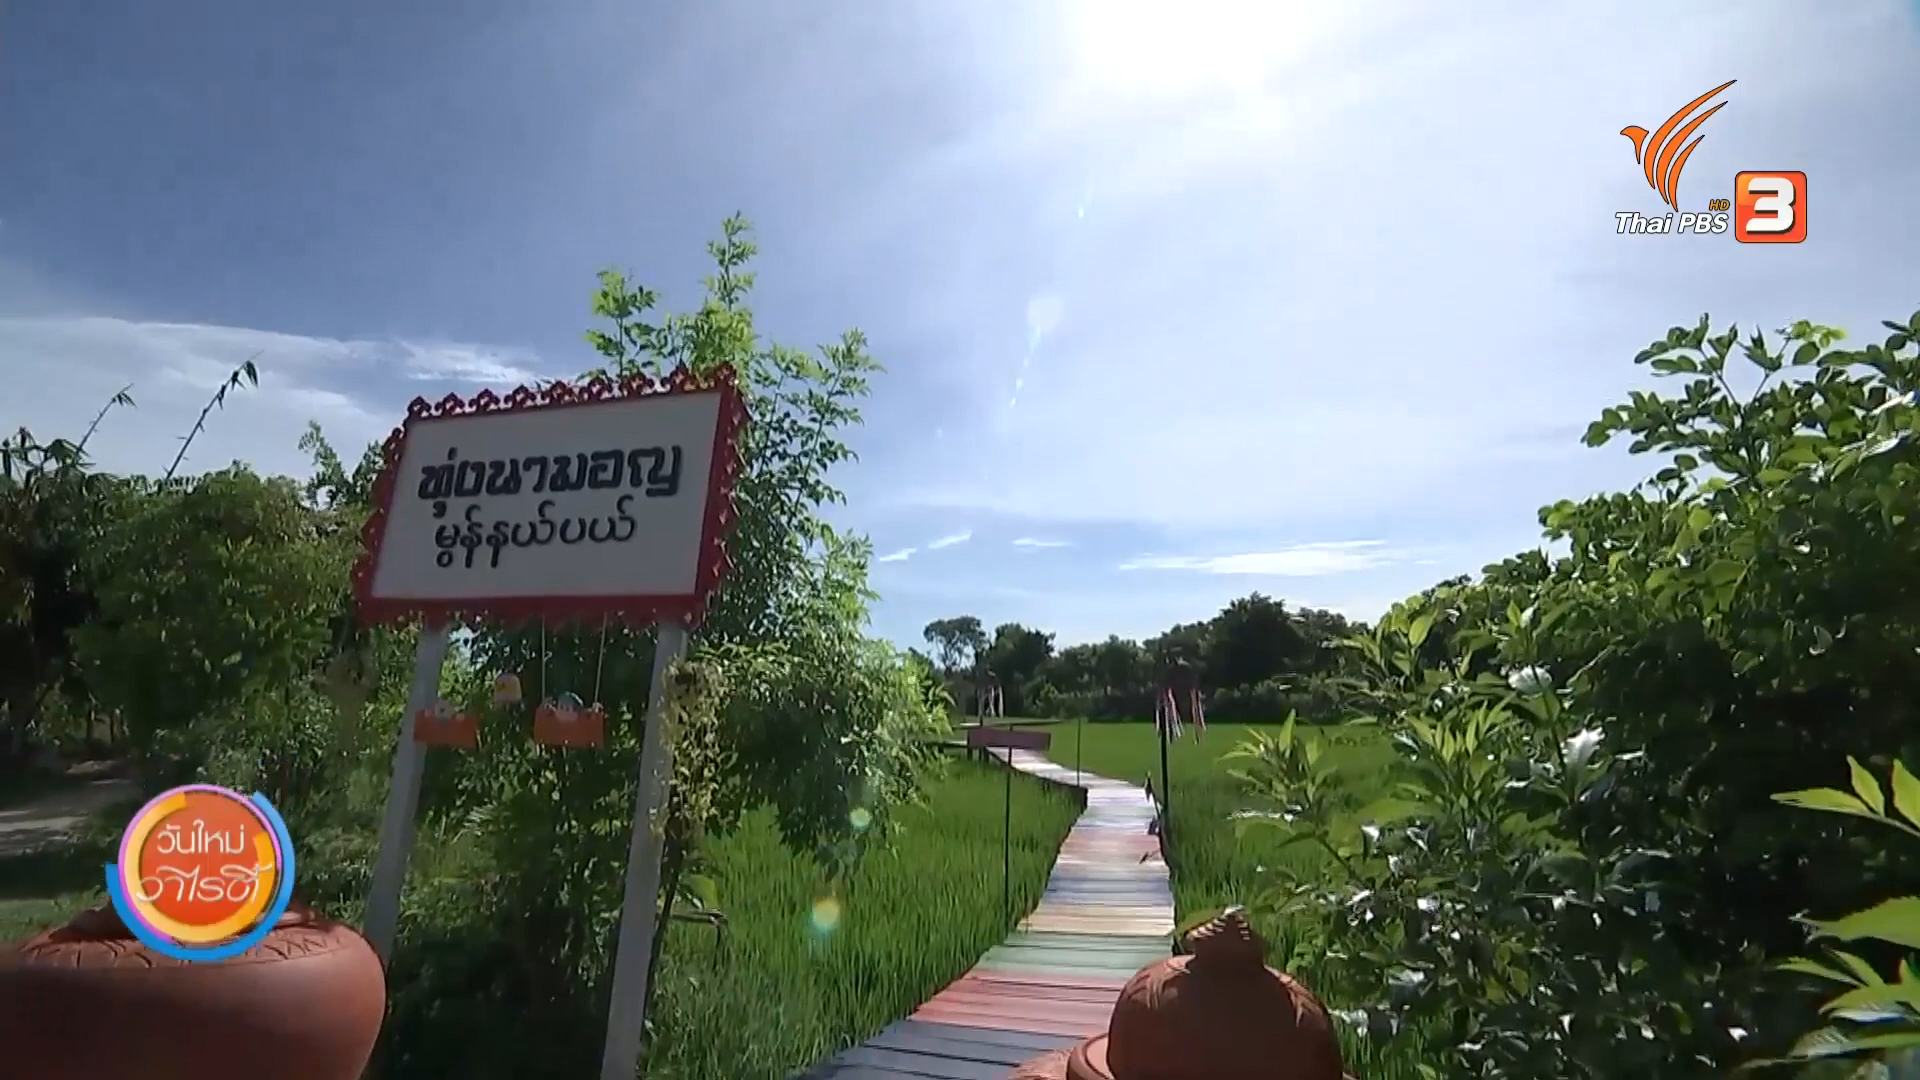 ทุ่งนามอญ
မွန်နယ်ပယ်
HD
Thai PBS 3
วันใหม่
วาไรตี้